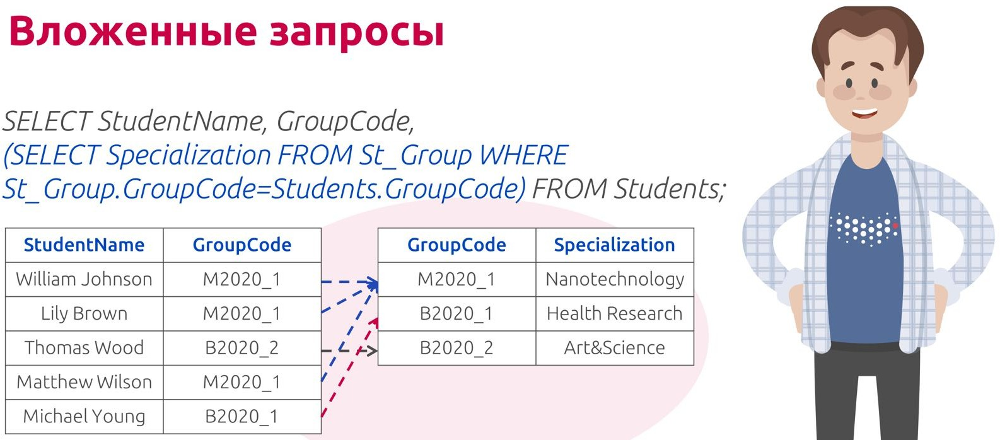 Вложенные запросы
SELECT StudentName, GroupCode,
(SELECT Specialization FROM St_Group WHERE
St_Group.GroupCode=Students.GroupCode) FROM Students;
StudentName GroupCode
William Johnson M2020_1
Lily Brown M2020_1
Thomas Wood B2020_2
Matthew Wilson M2020_1
Michael Young B2020_1
GroupCode Specialization
M2020_1 Nanotechnology
B2020_1 Health Research
B2020_2 Art&Science